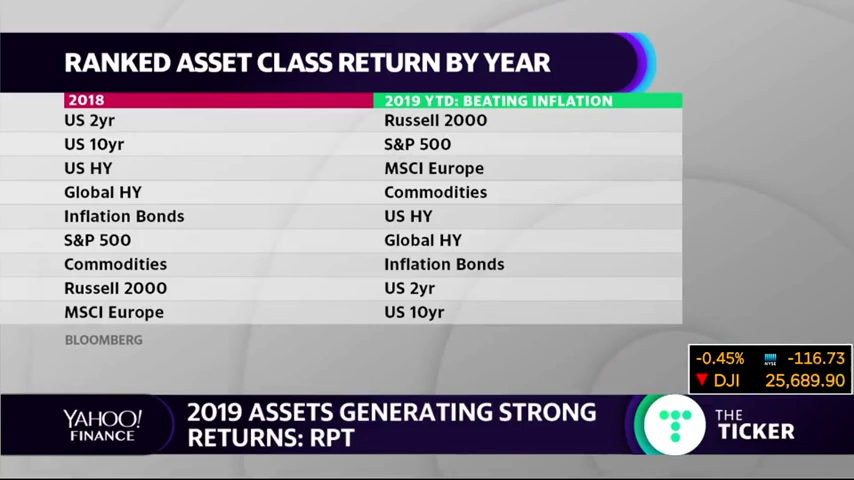 RANKED ASSET CLASS RETURN BY YEAR
2018 2019 YTD: BEATING INFLATION
US 2yr Russell 2000
US 10yr S&P 500
US HY MSCI Europe
Global HY Commodities
Inflation Bonds US HY
S&P 500 Global HY
Commodities Inflation Bonds
Russell 2000 US 2yr
MSCI Europe US 10yr
BLOOMBERG
-0.45% NYSE -116.73
DJI 25,689.90
YAHOO!
FINANCE
2019 ASSETS GENERATING STRONG
RETURNS: RPT
THE
TICKER